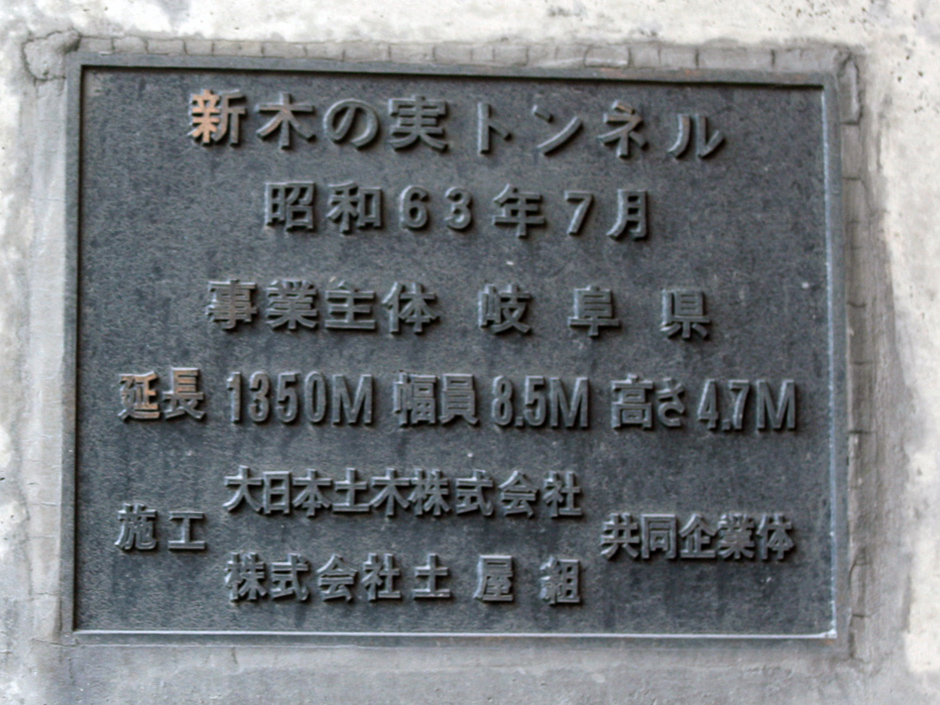 新木の実トンネル
昭和63年7月
事業主体 岐阜県
延長 1350M 幅員 8.5M 高さ 4.7M
施工 大日本土木株式会社
株式会社土屋組
共同企業体